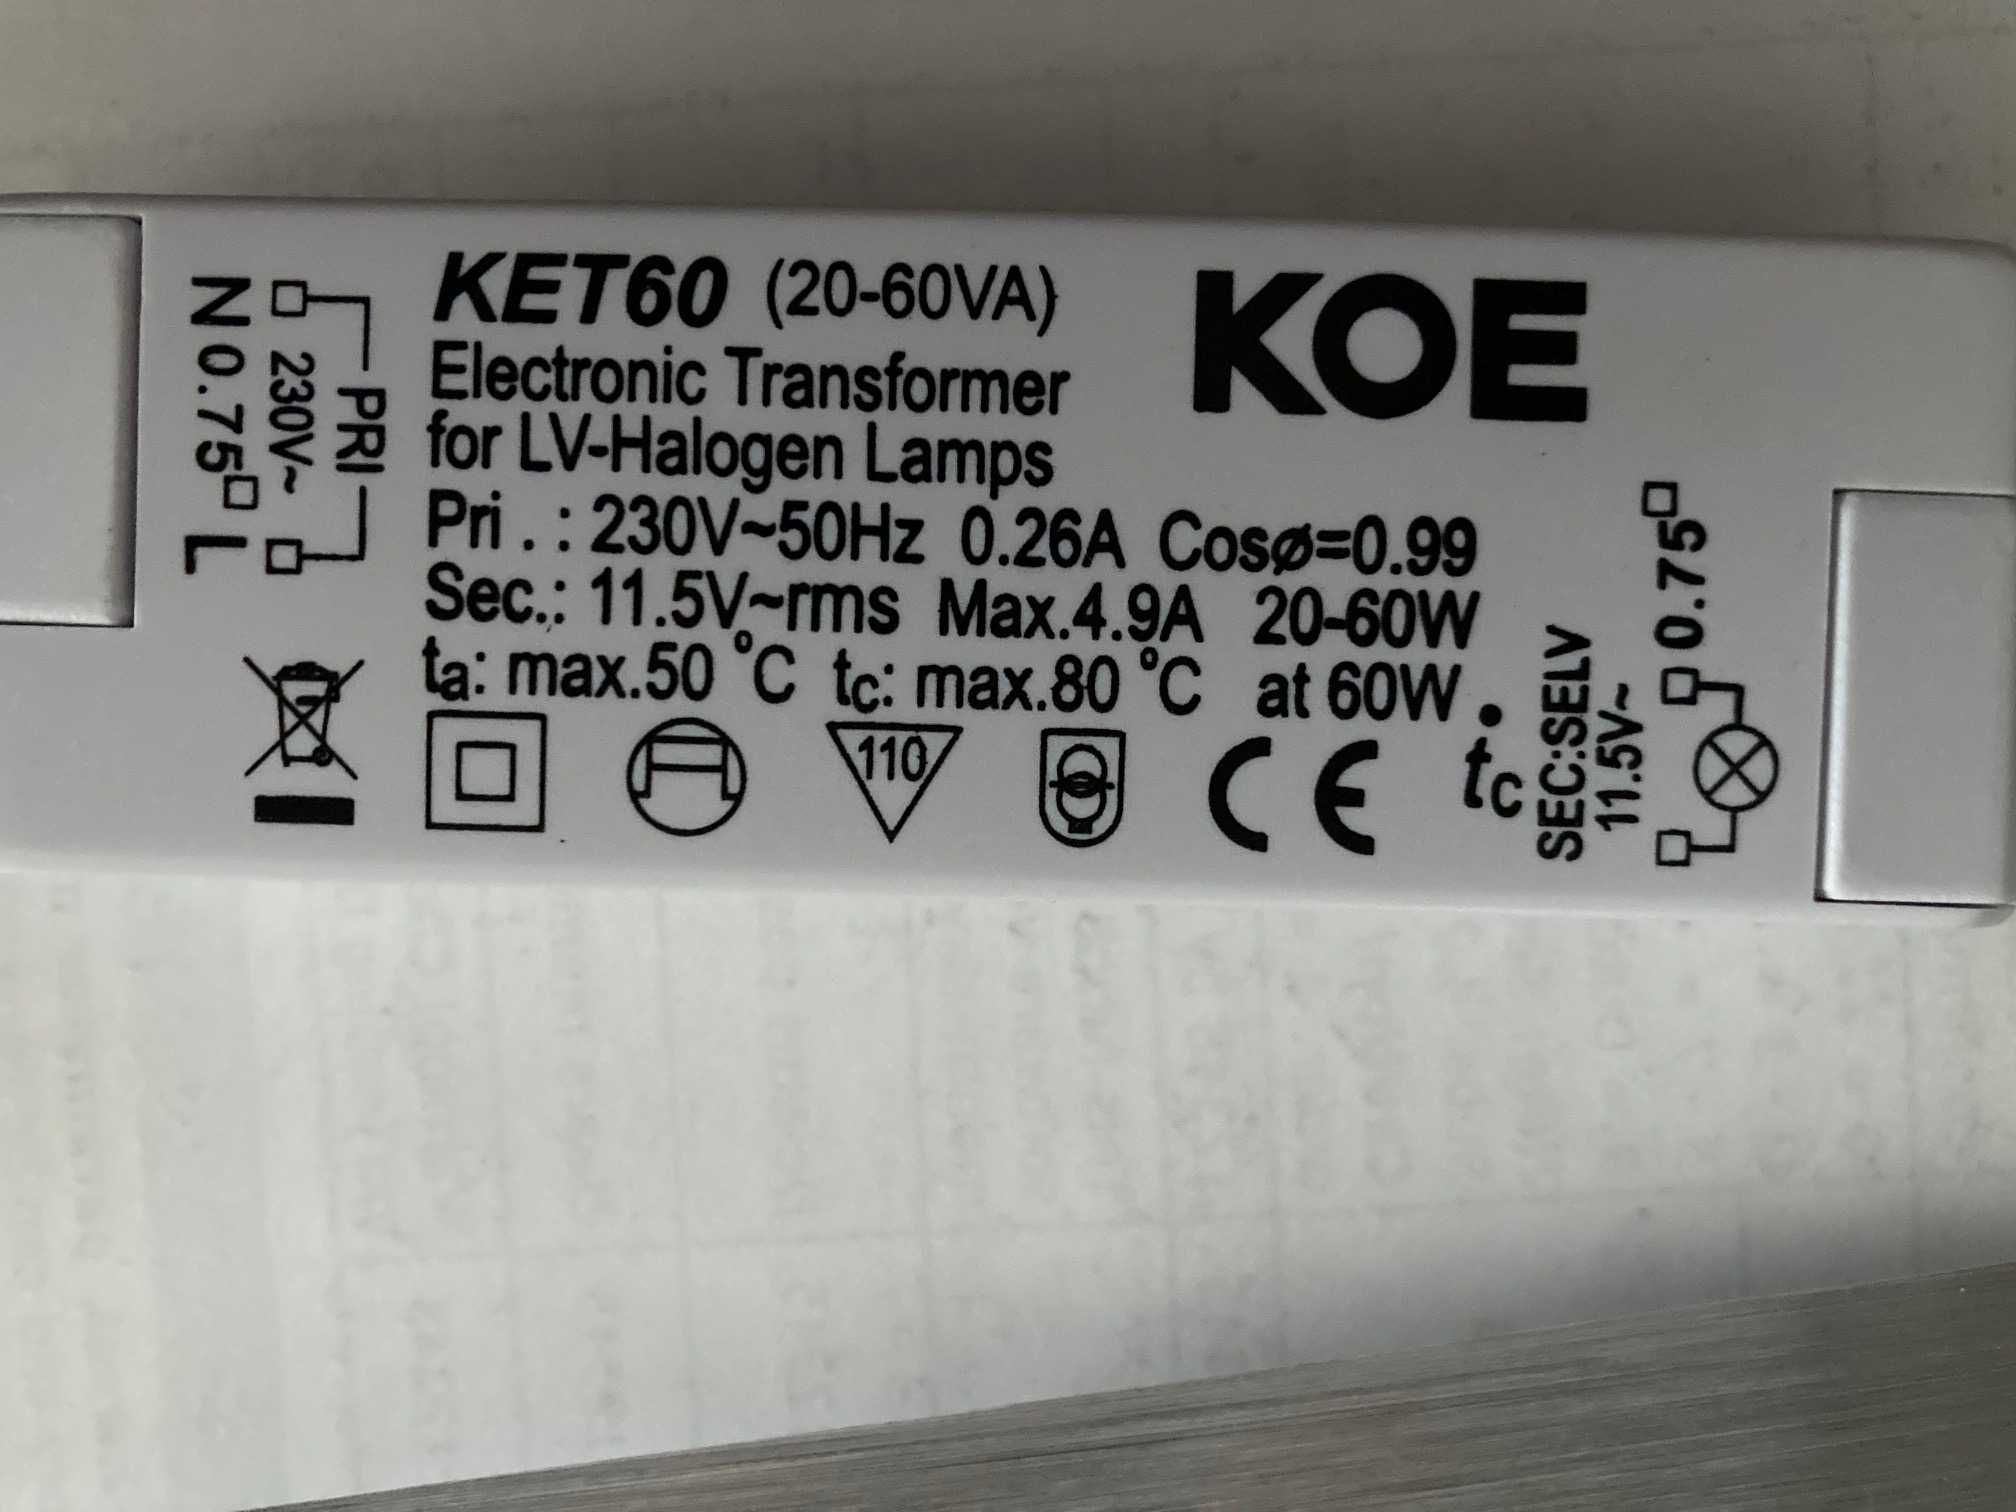 KET60 (20-60VA)
KOE
Electronic Transformer
for LV-Halogen Lamps
Pri . : 230V~50Hz 0.26A Cosø=0.99
Sec.: 11.5V~rms Max.4.9A 20-60W
ta: max.50 °C tc: max.80 °C at 60W
110
CE
tc
N 0.75 L
230V~
PRI
SEC:SELV
11.5V~
0.75